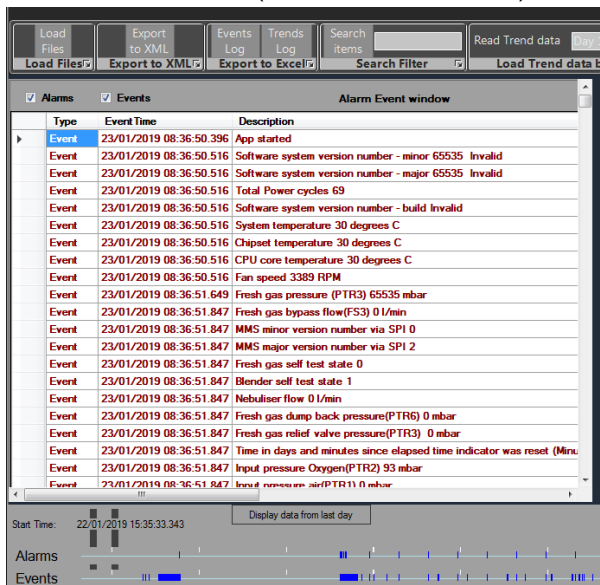 Load Files
Export to XML
Events Log
Trends Log
Search items
Read Trend data Day
Load Files
Export to XML
Export to Excel
Search Filter
Load Trend data b
Alarms Events Alarm Event window
Type EventTime Description
Event 23/01/2019 08:36:50.396 App started
Event 23/01/2019 08:36:50.516 Software system version number - minor 65535 Invalid
Event 23/01/2019 08:36:50.516 Software system version number - major 65535 Invalid
Event 23/01/2019 08:36:50.516 Total Power cycles 69
Event 23/01/2019 08:36:50.516 Software system version number - build Invalid
Event 23/01/2019 08:36:50.516 System temperature 30 degrees C
Event 23/01/2019 08:36:50.516 Chipset temperature 30 degrees C
Event 23/01/2019 08:36:50.516 CPU core temperature 30 degrees C
Event 23/01/2019 08:36:50.516 Fan speed 3389 RPM
Event 23/01/2019 08:36:51.649 Fresh gas pressure (PTR3) 65535 mbar
Event 23/01/2019 08:36:51.847 Fresh gas bypass flow(FS3) 0 l/min
Event 23/01/2019 08:36:51.847 MMS minor version number via SPI 0
Event 23/01/2019 08:36:51.847 MMS major version number via SPI 2
Event 23/01/2019 08:36:51.847 Fresh gas self test state 0
Event 23/01/2019 08:36:51.847 Blender self test state 1
Event 23/01/2019 08:36:51.847 Nebuliser flow 0 l/min
Event 23/01/2019 08:36:51.847 Fresh gas dump back pressure(PTR6) 0 mbar
Event 23/01/2019 08:36:51.847 Fresh gas relief valve pressure(PTR3) 0 mbar
Event 23/01/2019 08:36:51.847 Time in days and minutes since elapsed time indicator was reset (Minu
Event 23/01/2019 08:36:51.847 Input pressure Oxygen(PTR2) 93 mbar
Event 23/01/2019 08:36:51.847 Input pressure air(PTR1) 0 mbar
Start Time: 22/01/2019 15:35:33.343 Display data from last day
Alarms
Events